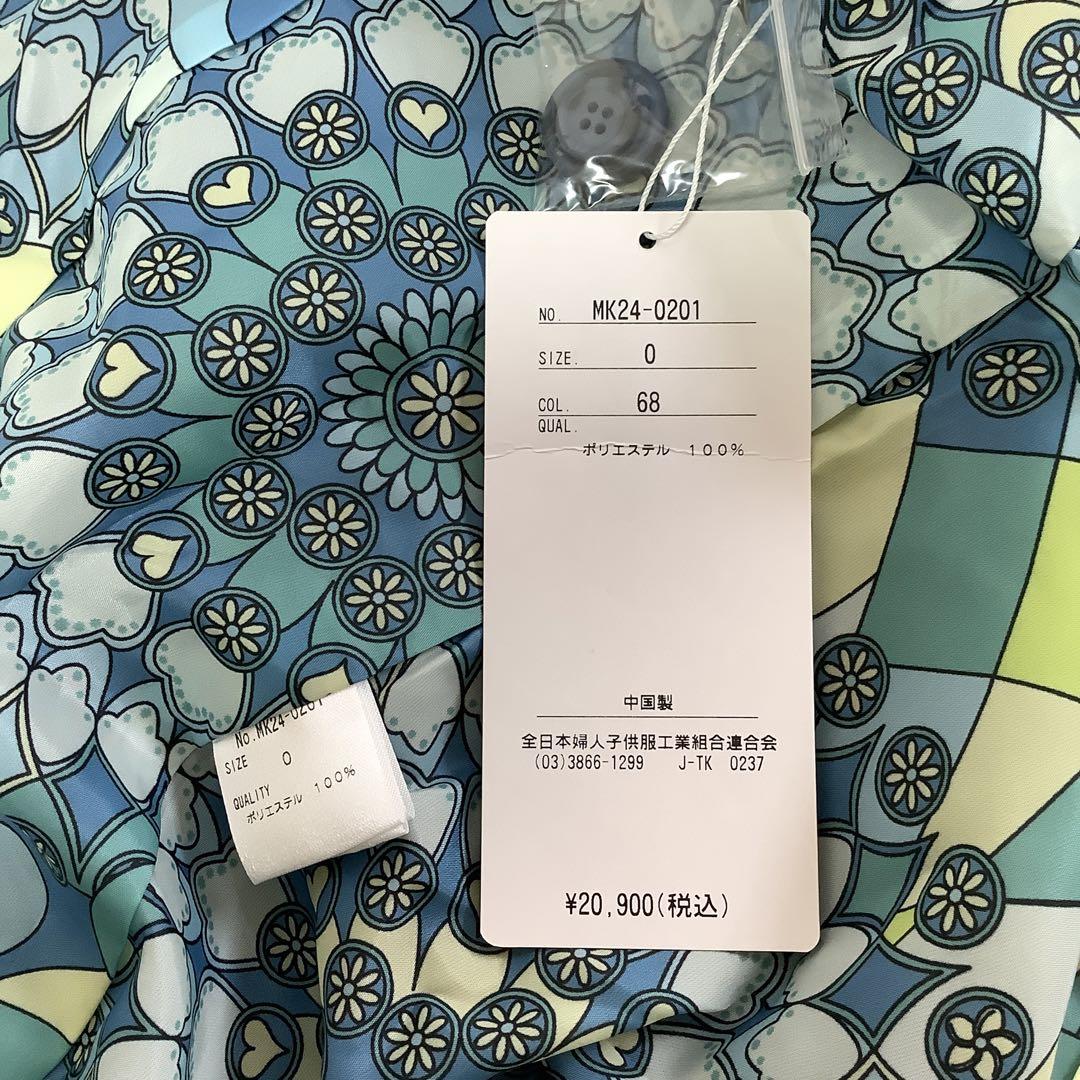 NO. MK24-0201
SIZE. 0
COL. 68
QUAL.
ポリエステル 100%
中国製
全日本婦人子供服工業組合連合会
(03)3866-1299 J-TK 0237
¥20,900(税込)
No.MK24-0201
SIZE 0
QUALITY
ポリエステル 100%